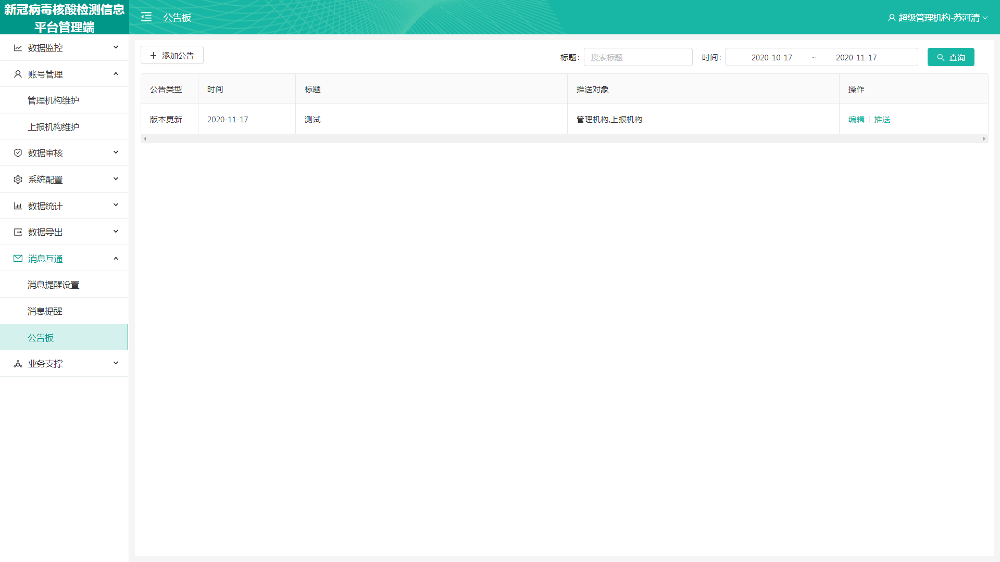 新冠病毒核酸检测信息
平台管理端
公告板
超级管理机构-苏河清
数据监控
账号管理
管理机构维护
上报机构维护
数据审核
系统配置
数据统计
数据导出
消息互通
消息提醒设置
消息提醒
公告板
业务支撑
添加公告
标题: 搜索标题 时间: 2020-10-17 ~ 2020-11-17 查询
公告类型 时间 标题 推送对象 操作
版本更新 2020-11-17 测试 管理机构,上报机构 编辑 推送